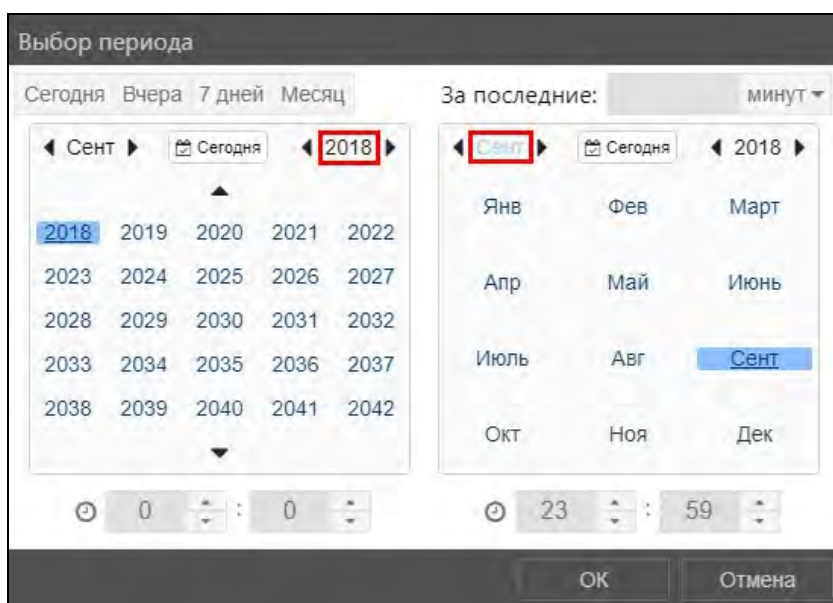 Выбор периода
Сегодня Вчера 7 дней Месяц За последние: минут
Сент Сегодня 2018 Сент Сегодня 2018
2018 2019 2020 2021 2022
2023 2024 2025 2026 2027
2028 2029 2030 2031 2032
2033 2034 2035 2036 2037
2038 2039 2040 2041 2042
Янв Фев Март
Апр Май Июнь
Июль Авг Сент
Окт Ноя Дек
0 : 0 23 : 59
ОК Отмена